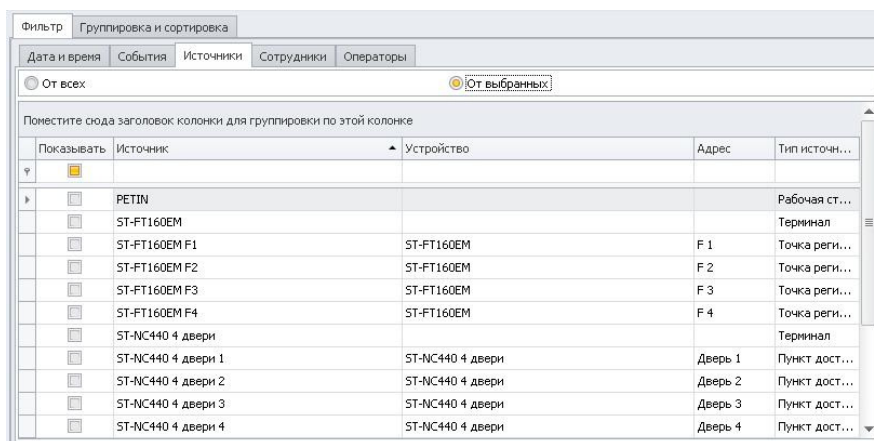 Фильтр Группировка и сортировка
Дата и время События Источники Сотрудники Операторы
От всех От выбранных
Поместите сюда заголовок колонки для группировки по этой колонке
Показывать Источник Устройство Адрес Тип источн...
PETIN Рабочая ст...
ST-FT160EM Терминал
ST-FT160EM F1 ST-FT160EM F 1 Точка реги...
ST-FT160EM F2 ST-FT160EM F 2 Точка реги...
ST-FT160EM F3 ST-FT160EM F 3 Точка реги...
ST-FT160EM F4 ST-FT160EM F 4 Точка реги...
ST-NC440 4 двери Терминал
ST-NC440 4 двери 1 ST-NC440 4 двери Дверь 1 Пункт дост...
ST-NC440 4 двери 2 ST-NC440 4 двери Дверь 2 Пункт дост...
ST-NC440 4 двери 3 ST-NC440 4 двери Дверь 3 Пункт дост...
ST-NC440 4 двери 4 ST-NC440 4 двери Дверь 4 Пункт дост...